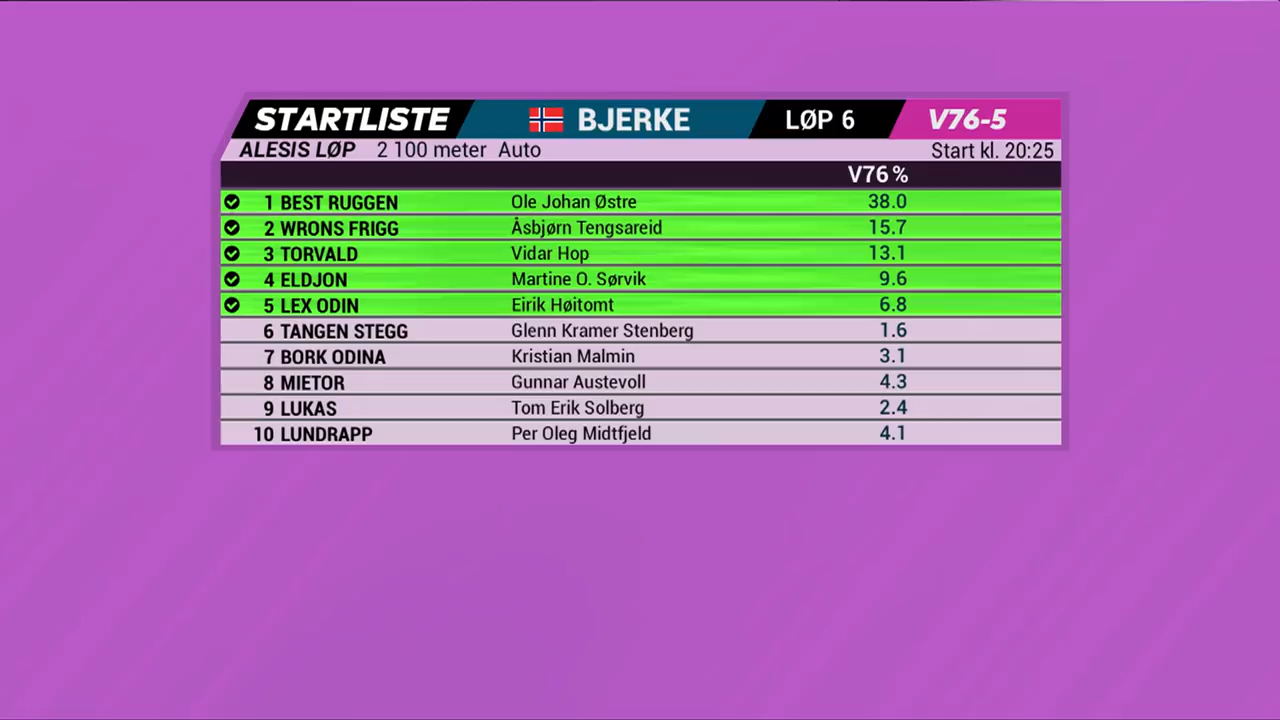 STARTLISTE BJERKE LØP 6 V76-5
ALESIS LØP 2 100 meter Auto Start kl. 20:25
V76 %
1 BEST RUGGEN Ole Johan Østre 38.0
2 WRONS FRIGG Åsbjørn Tengsareid 15.7
3 TORVALD Vidar Hop 13.1
4 ELDJON Martine O. Sørvik 9.6
5 LEX ODIN Eirik Høitomt 6.8
6 TANGEN STEGG Glenn Kramer Stenberg 1.6
7 BORK ODINA Kristian Malmin 3.1
8 MIETOR Gunnar Austevoll 4.3
9 LUKAS Tom Erik Solberg 2.4
10 LUNDRAPP Per Oleg Midtfjeld 4.1